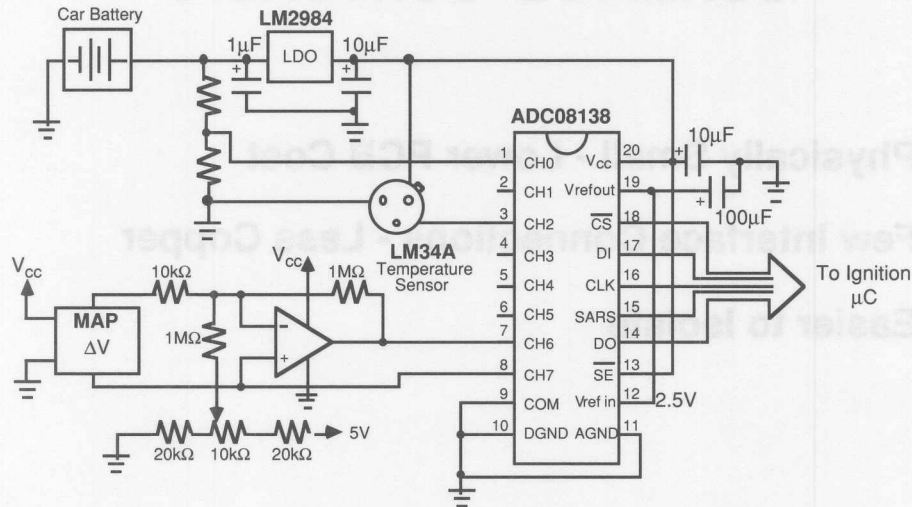 Car Battery
LM2984
1μF
LDO
10μF
ADC08138
10μF
CH0
Vcc
20
2
CH1
Vrefout
19
3
CH2
CS
18
100μF
4
CH3
DI
17
5
CH4
CLK
16
6
CH5
SARS
15
7
CH6
DO
14
8
CH7
SE
13
9
COM
Vref in
12
2.5V
10
DGND
AGND
11
To Ignition
μC
LM34A
Temperature
Sensor
VCC
10kΩ
VCC
1MΩ
MAP
ΔV
1MΩ
20kΩ
10kΩ
20kΩ
5V
Physically Small - Lower PCB Cost
Few Interface Connections - Less Copper
Easier to Isolate